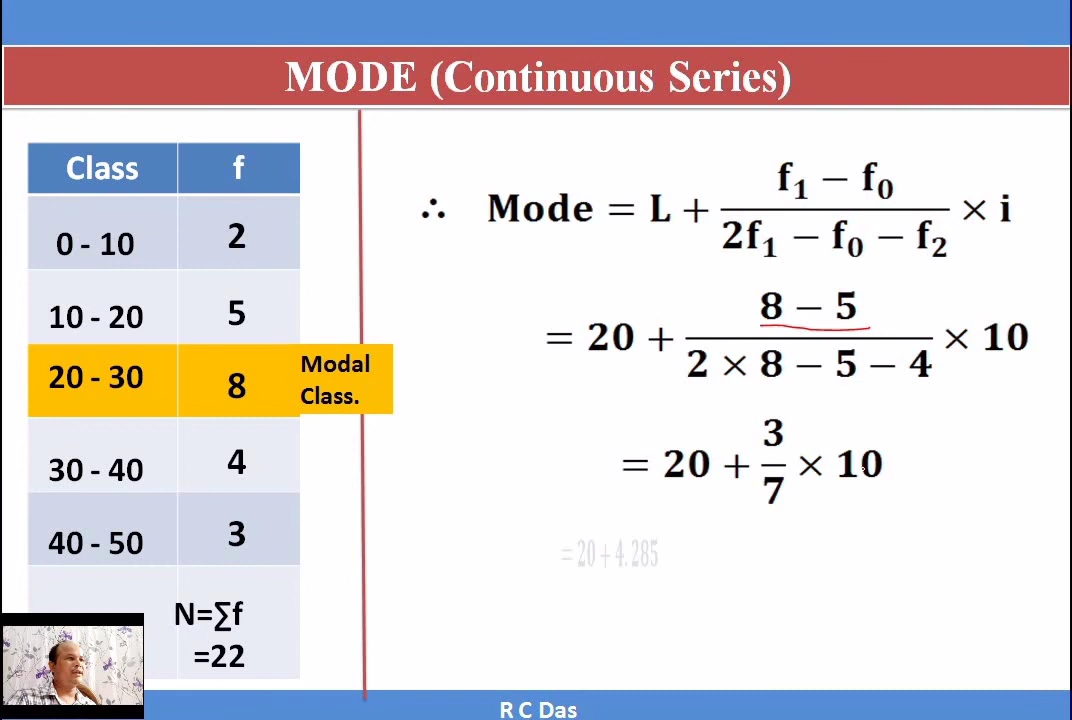 MODE (Continuous Series)
Class f
0 - 10 2
10 - 20 5
20 - 30 8 Modal Class.
30 - 40 4
40 - 50 3
N=∑f
=22
∴ Mode = L + (f₁ − f₀) / (2f₁ − f₀ − f₂) × i
= 20 + (8 − 5) / (2 × 8 − 5 − 4) × 10
= 20 + 3/7 × 10
= 20 + 4.285
R C Das